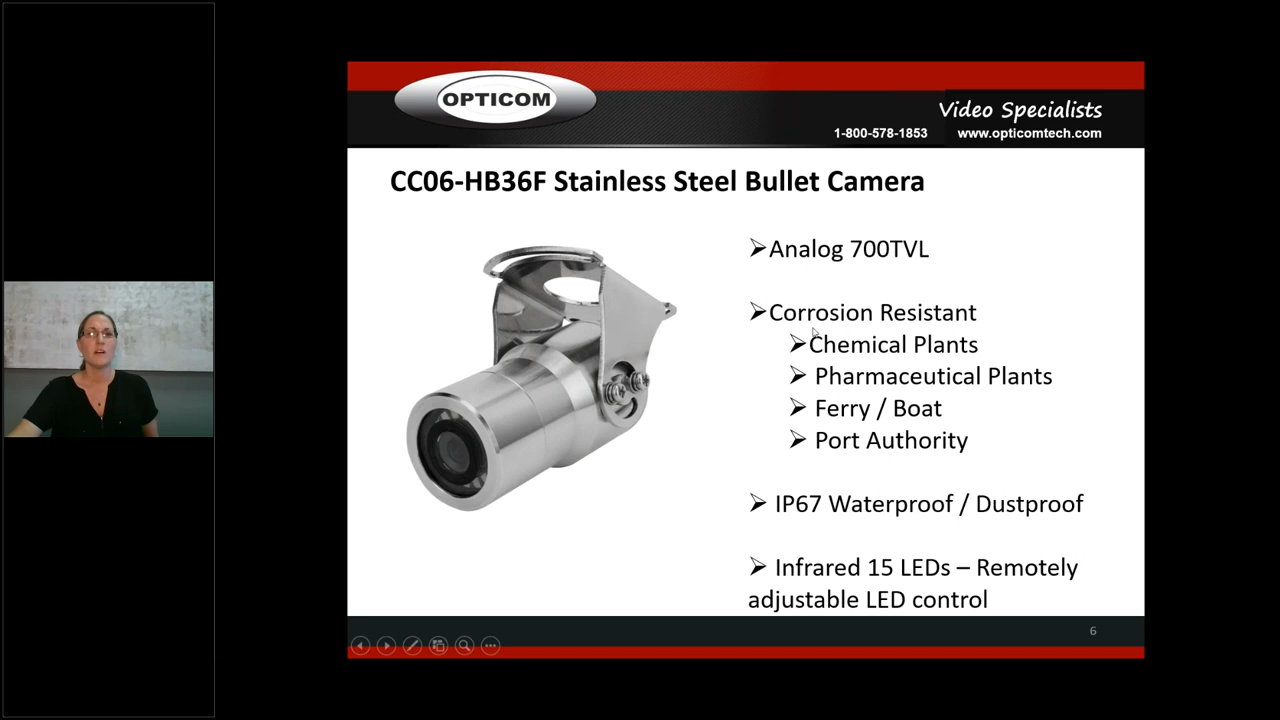 OPTICOM
Video Specialists
1-800-578-1853 www.opticomtech.com
CC06-HB36F Stainless Steel Bullet Camera
➢Analog 700TVL
➢Corrosion Resistant
➢Chemical Plants
➢ Pharmaceutical Plants
➢ Ferry / Boat
➢ Port Authority
➢ IP67 Waterproof / Dustproof
➢ Infrared 15 LEDs – Remotely
adjustable LED control
6